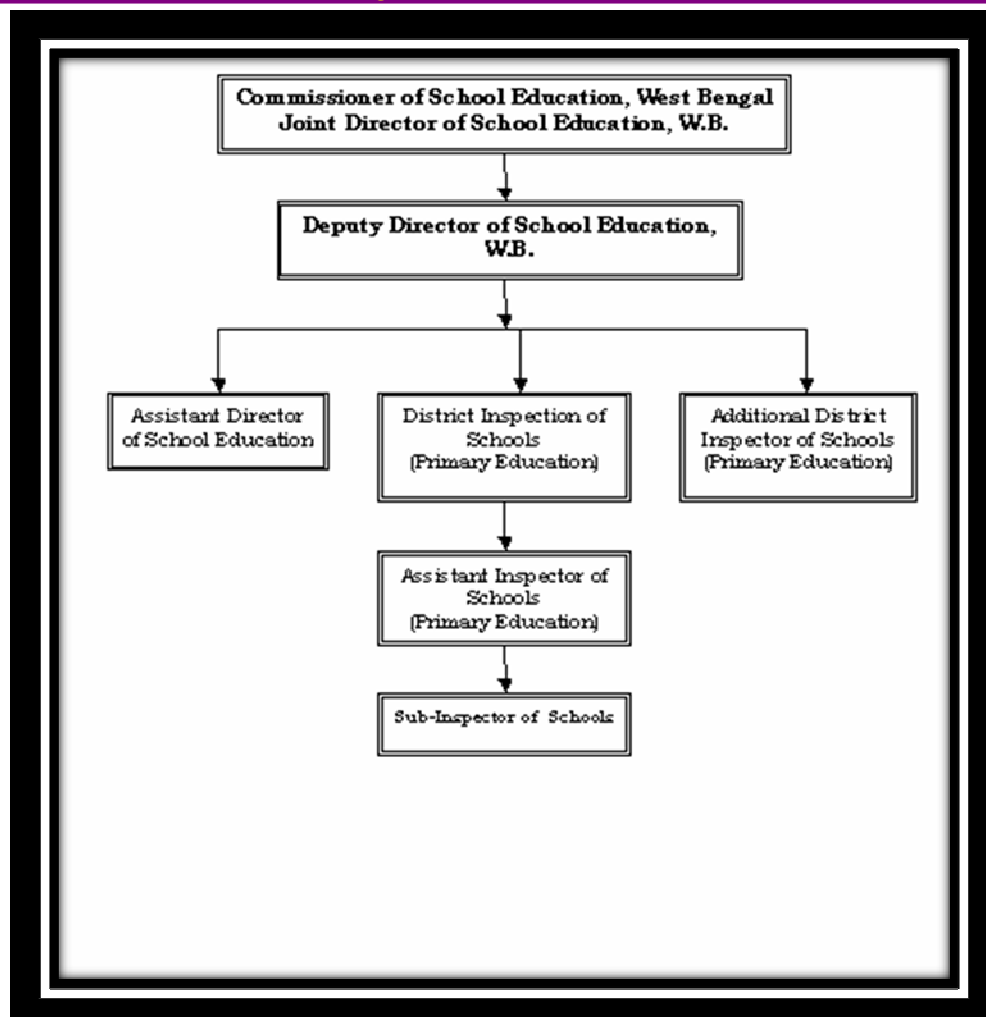 Commissioner of School Education, West Bengal
Joint Director of School Education, W.B.
Deputy Director of School Education,
W.B.
Assistant Director
of School Education
District Inspection of
Schools
(Primary Education)
Additional District
Inspector of Schools
(Primary Education)
Assistant Inspector of
Schools
(Primary Education)
Sub-Inspector of Schools